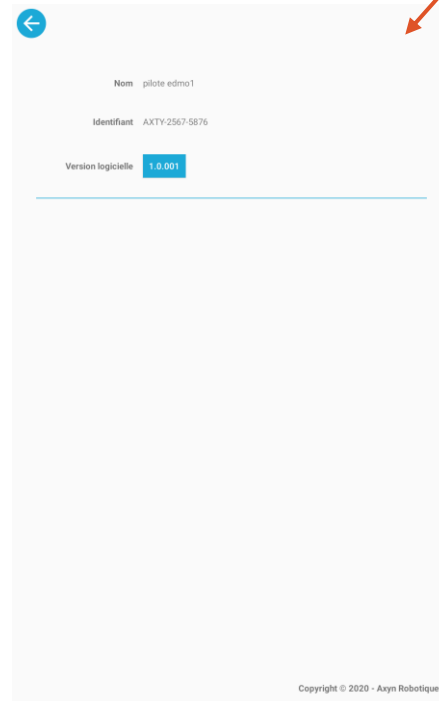 Nom pilote edmo1
Identifiant AXTY-2567-5876
Version logicielle 1.0.001
Copyright © 2020 - Axyn Robotique